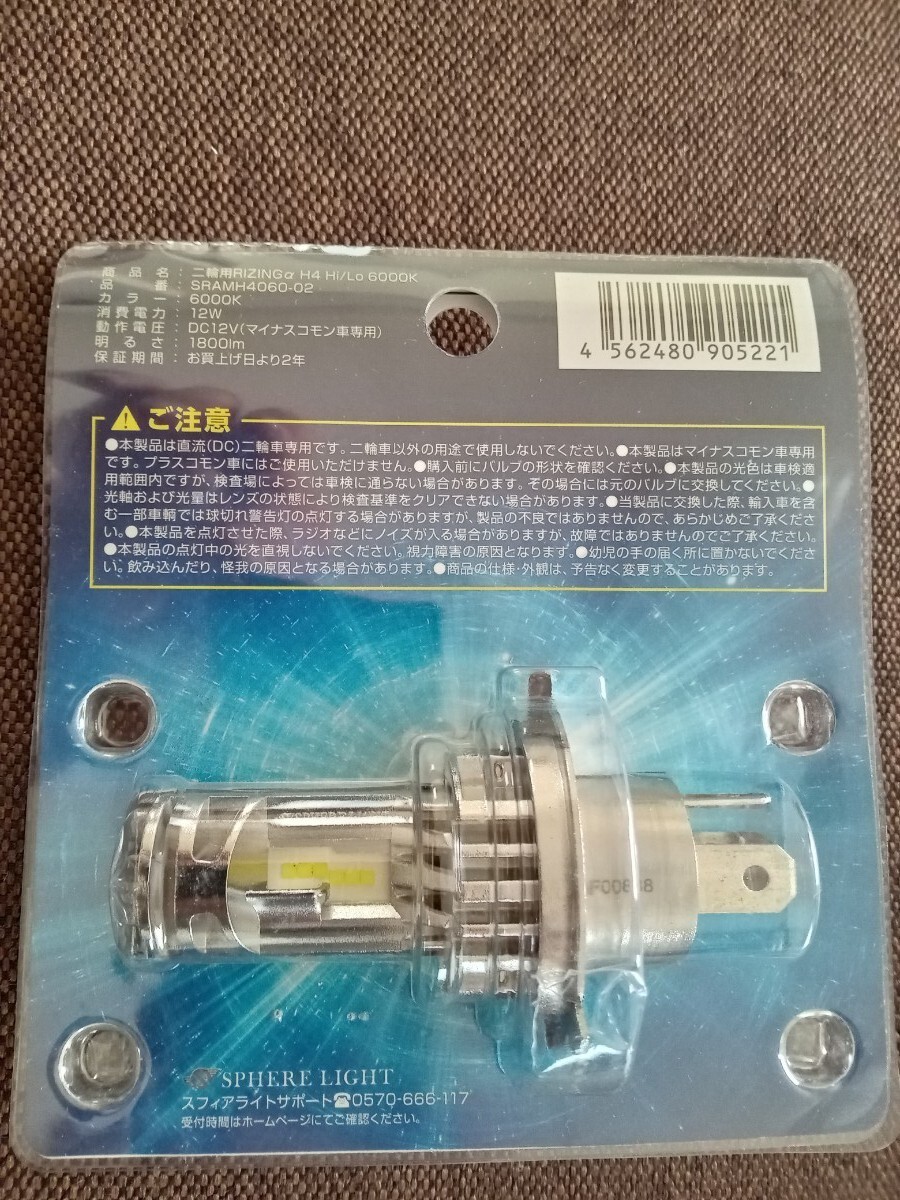 商品名：二輪用RIZINGα H4 Hi/Lo 6000K
品番：SRAMH4060-02
カラー：6000K
消費電力：12W
動作電圧：DC12V(マイナスコモン車専用)
明るさ：1800lm
保証期間：お買上げ日より2年
4 562480 905221
ご注意
●本製品は直流(DC)二輪車専用です。二輪車以外の用途で使用しないでください。●本製品はマイナスコモン車専用
です。プラスコモン車にはご使用いただけません。●購入前にバルブの形状を確認ください。●本製品の光色は車検適
用範囲内ですが、検査場によっては車検に通らない場合があります。その場合には元のバルブに交換してください。●
光軸および光量はレンズの状態により検査基準をクリアできない場合があります。●当製品に交換した際、輸入車を含
む一部車輌では球切れ警告灯の点灯する場合がありますが、製品の不良ではありませんので、あらかじめご了承くださ
い。●本製品を点灯させた際、ラジオなどにノイズが入る場合がありますが、故障ではありませんのでご了承ください。
●本製品の点灯中の光を直視しないでください。視力障害の原因となります。●幼児の手の届く所に置かないでくださ
い。飲み込んだり、怪我の原因となる場合があります。●商品の仕様・外観は、予告なく変更することがあります。
SPHERE LIGHT
スフィアライトサポート☎0570-666-117
受付時間はホームページにてご確認ください。